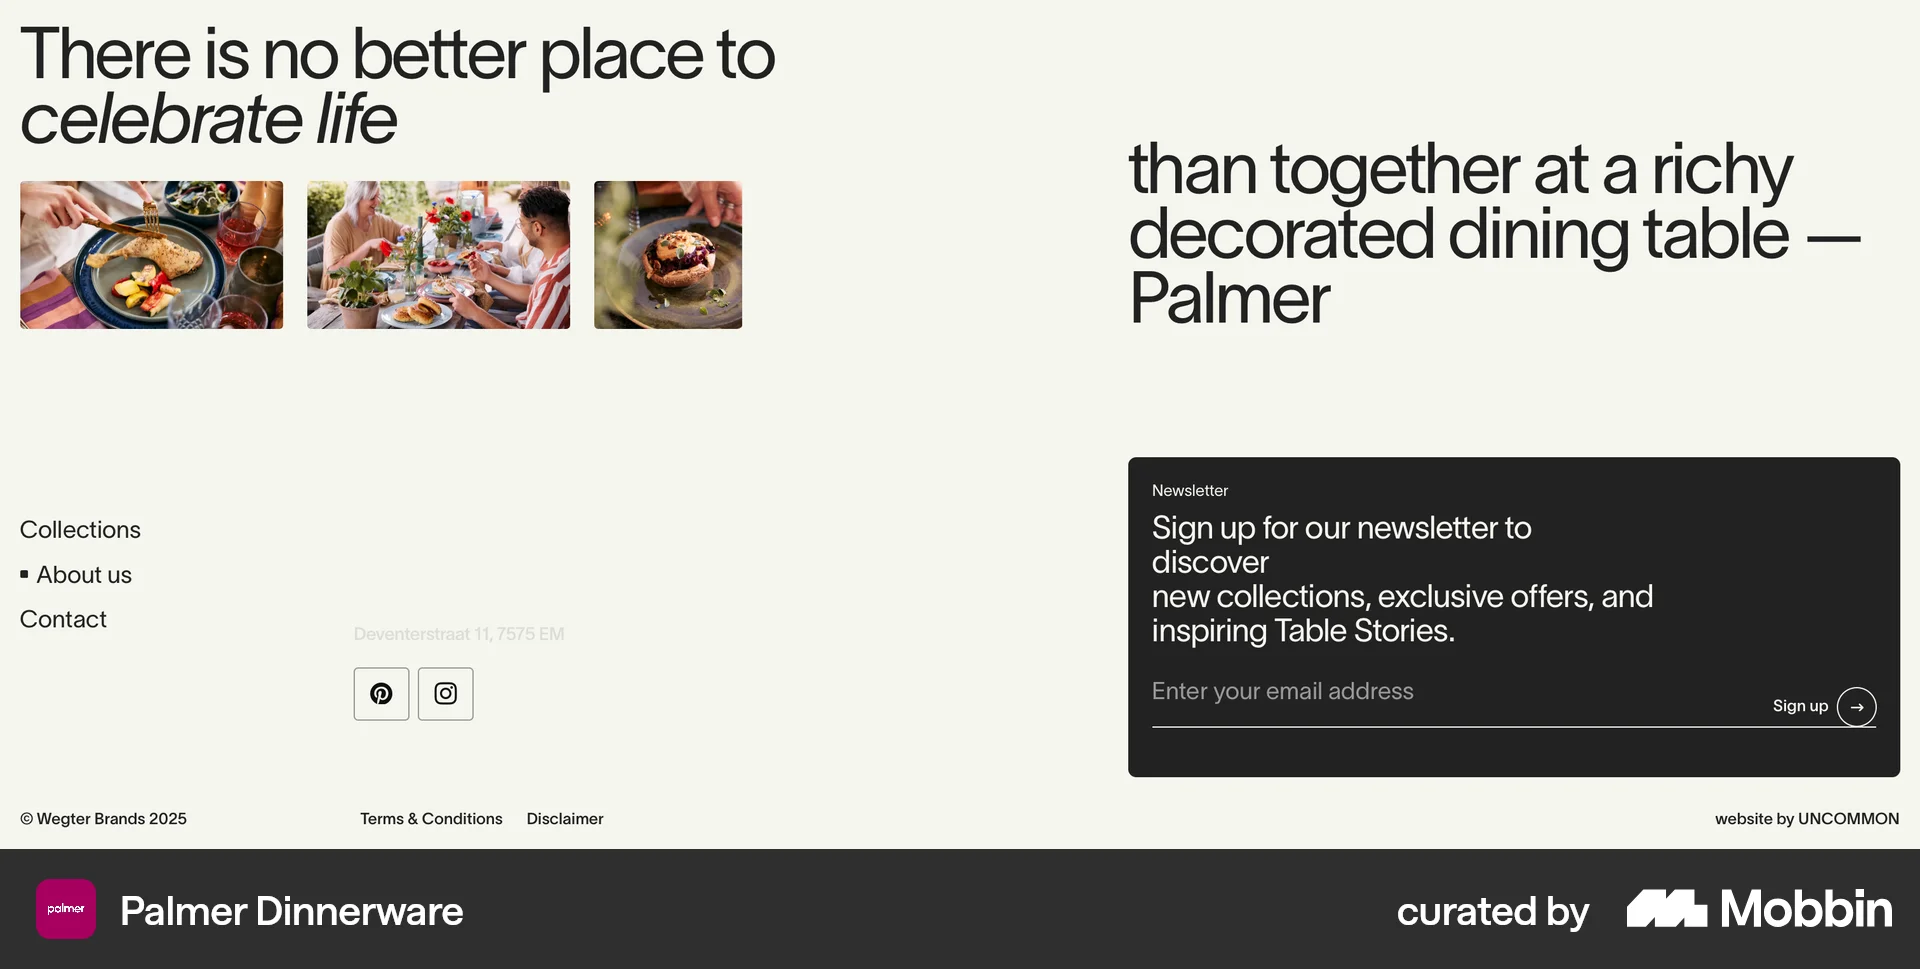 There is no better place to
celebrate life
than together at a richy
decorated dining table —
Palmer
Collections
About us
Contact
Deventerstraat 11, 7575 EM
Newsletter
Sign up for our newsletter to
discover
new collections, exclusive offers, and
inspiring Table Stories.
Enter your email address
Sign up →
© Wegter Brands 2025
Terms & Conditions
Disclaimer
website by UNCOMMON
palmer
Palmer Dinnerware
curated by
Mobbin